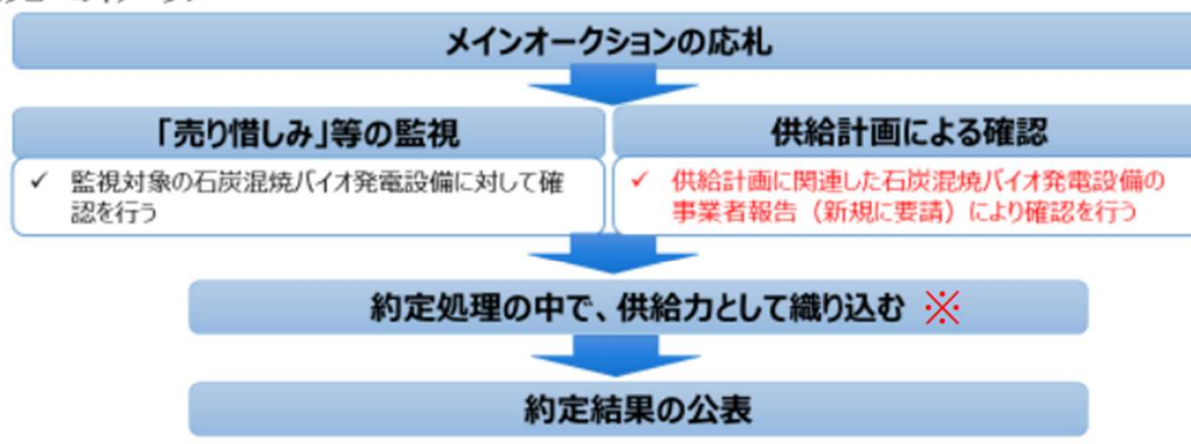 メインオークションの応札
「売り惜しみ」等の監視
✓ 監視対象の石炭混焼バイオ発電設備に対して確
認を行う
供給計画による確認
✓ 供給計画に関連した石炭混焼バイオ発電設備の
事業者報告（新規に要請）により確認を行う
約定処理の中で、供給力として織り込む ※
約定結果の公表